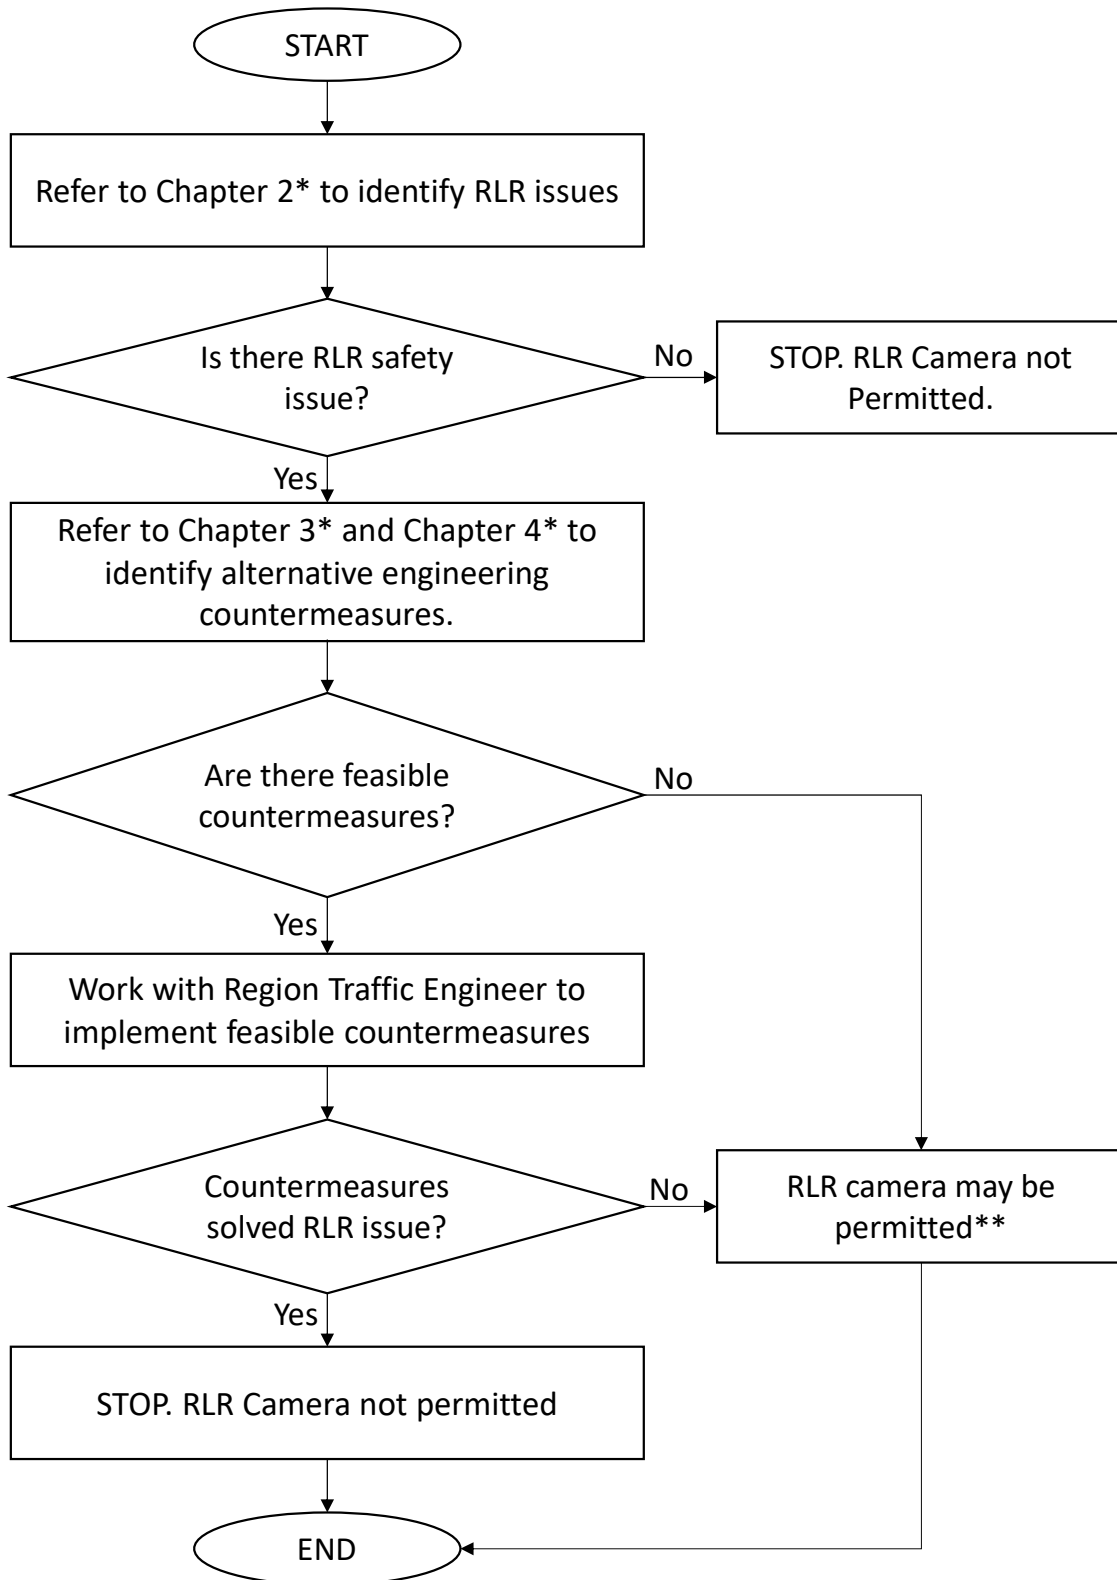 START
Refer to Chapter 2* to identify RLR issues
Is there RLR safety
issue?
No
STOP. RLR Camera not
Permitted.
Yes
Refer to Chapter 3* and Chapter 4* to
identify alternative engineering
countermeasures.
Are there feasible
countermeasures?
No
Yes
Work with Region Traffic Engineer to
implement feasible countermeasures
Countermeasures
solved RLR issue?
No
RLR camera may be
permitted**
Yes
STOP. RLR Camera not permitted
END